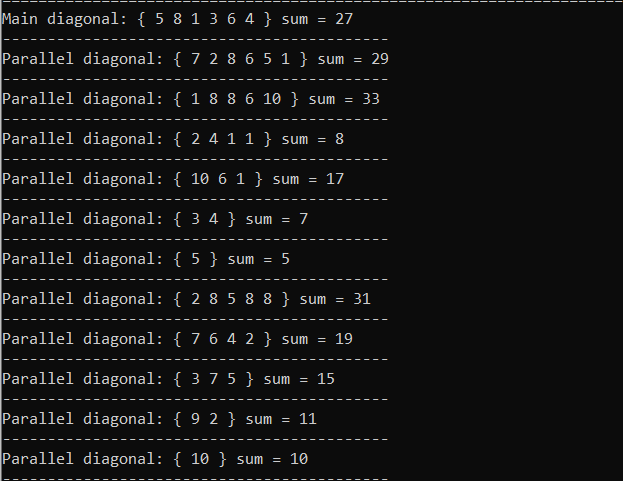 Main diagonal: { 5 8 1 3 6 4 } sum = 27
-------------------------------------------
Parallel diagonal: { 7 2 8 6 5 1 } sum = 29
-------------------------------------------
Parallel diagonal: { 1 8 8 6 10 } sum = 33
-------------------------------------------
Parallel diagonal: { 2 4 1 1 } sum = 8
-------------------------------------------
Parallel diagonal: { 10 6 1 } sum = 17
-------------------------------------------
Parallel diagonal: { 3 4 } sum = 7
-------------------------------------------
Parallel diagonal: { 5 } sum = 5
-------------------------------------------
Parallel diagonal: { 2 8 5 8 8 } sum = 31
-------------------------------------------
Parallel diagonal: { 7 6 4 2 } sum = 19
-------------------------------------------
Parallel diagonal: { 3 7 5 } sum = 15
-------------------------------------------
Parallel diagonal: { 9 2 } sum = 11
-------------------------------------------
Parallel diagonal: { 10 } sum = 10
-------------------------------------------